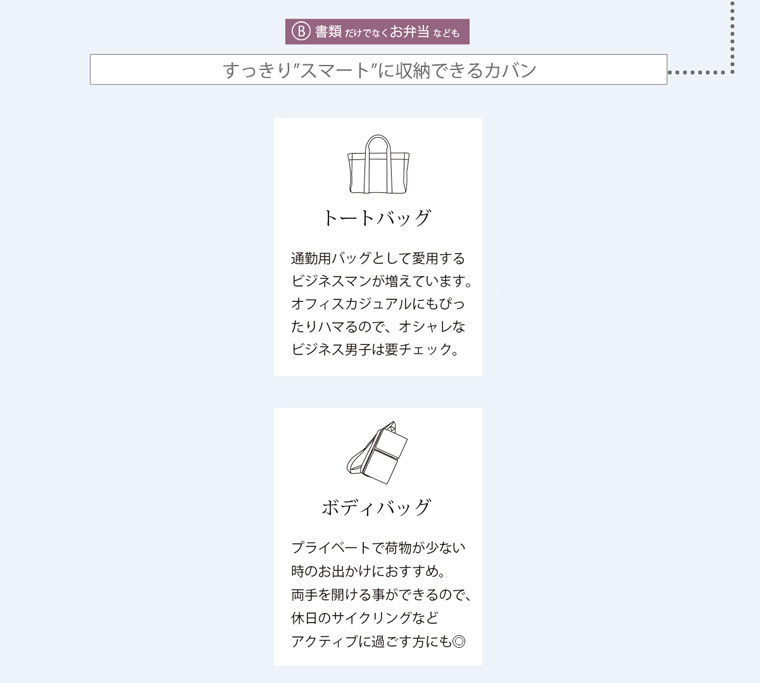 Ⓑ 書類 だけでなく お弁当 なども
すっきり”スマート”に収納できるカバン
トートバッグ
通勤用バッグとして愛用する
ビジネスマンが増えています。
オフィスカジュアルにもぴっ
たりハマるので、オシャレな
ビジネス男子は要チェック。
ボディバッグ
プライベートで荷物が少ない
時のお出かけにおすすめ。
両手を開ける事ができるので、
休日のサイクリングなど
アクティブに過ごす方にも◎